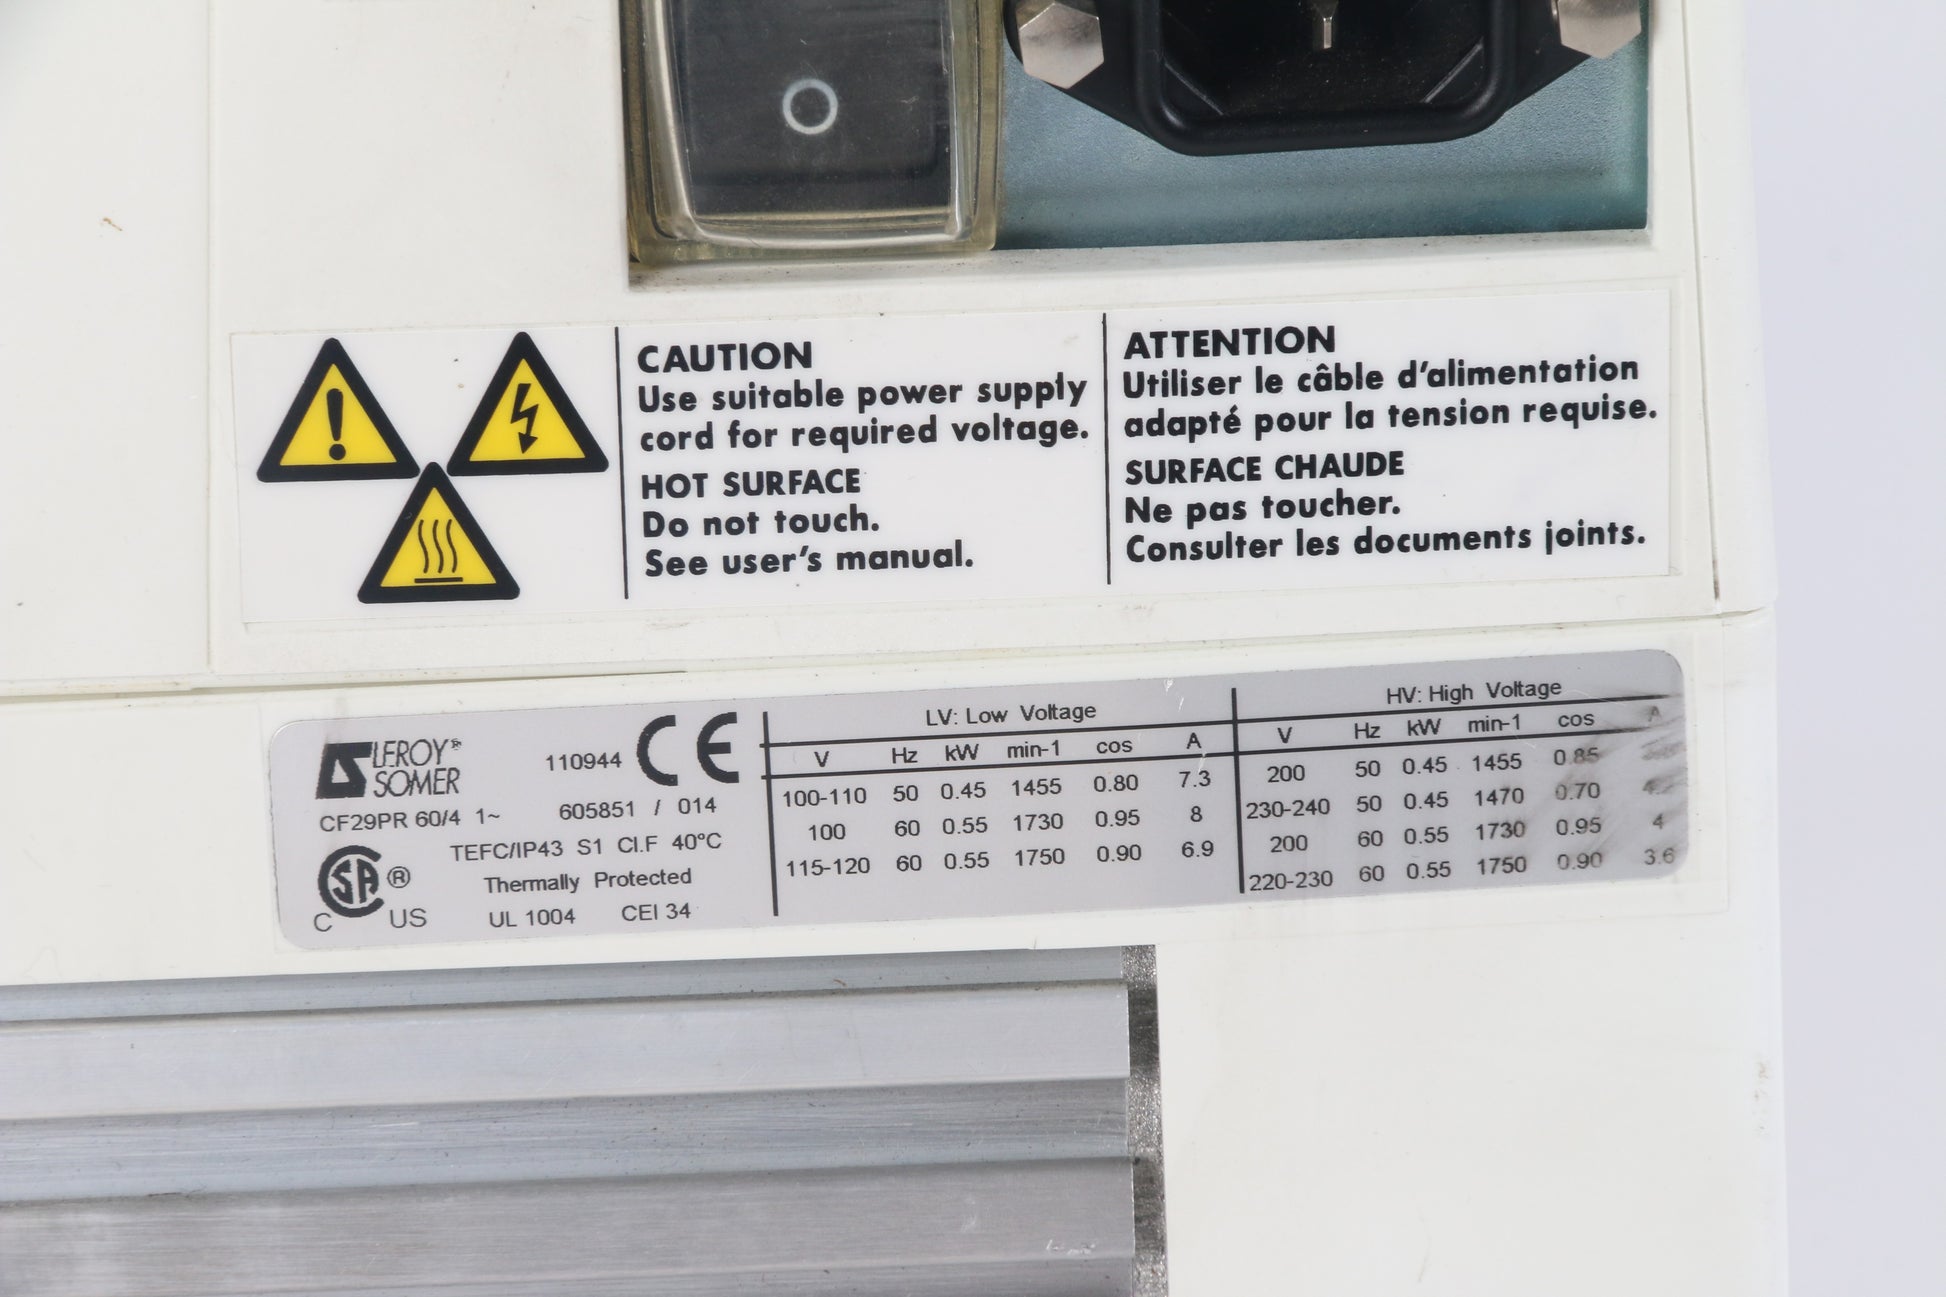 CAUTION
Use suitable power supply
cord for required voltage.
HOT SURFACE
Do not touch.
See user's manual.
ATTENTION
Utiliser le câble d'alimentation
adapté pour la tension requise.
SURFACE CHAUDE
Ne pas toucher.
Consulter les documents joints.
LEROY®
SOMER
110944 CE
CF29PR 60/4 1~ 605851 / 014
TEFC/IP43 S1 Cl.F 40°C
Thermally Protected
UL 1004 CEI 34
CSA ®
C US
LV: Low Voltage
V Hz kW min-1 cos A
100-110 50 0.45 1455 0.80 7.3
100 60 0.55 1730 0.95 8
115-120 60 0.55 1750 0.90 6.9
HV: High Voltage
V Hz kW min-1 cos A
200 50 0.45 1455 0.85
230-240 50 0.45 1470 0.70
200 60 0.55 1730 0.95 4
220-230 60 0.55 1750 0.90 3.6